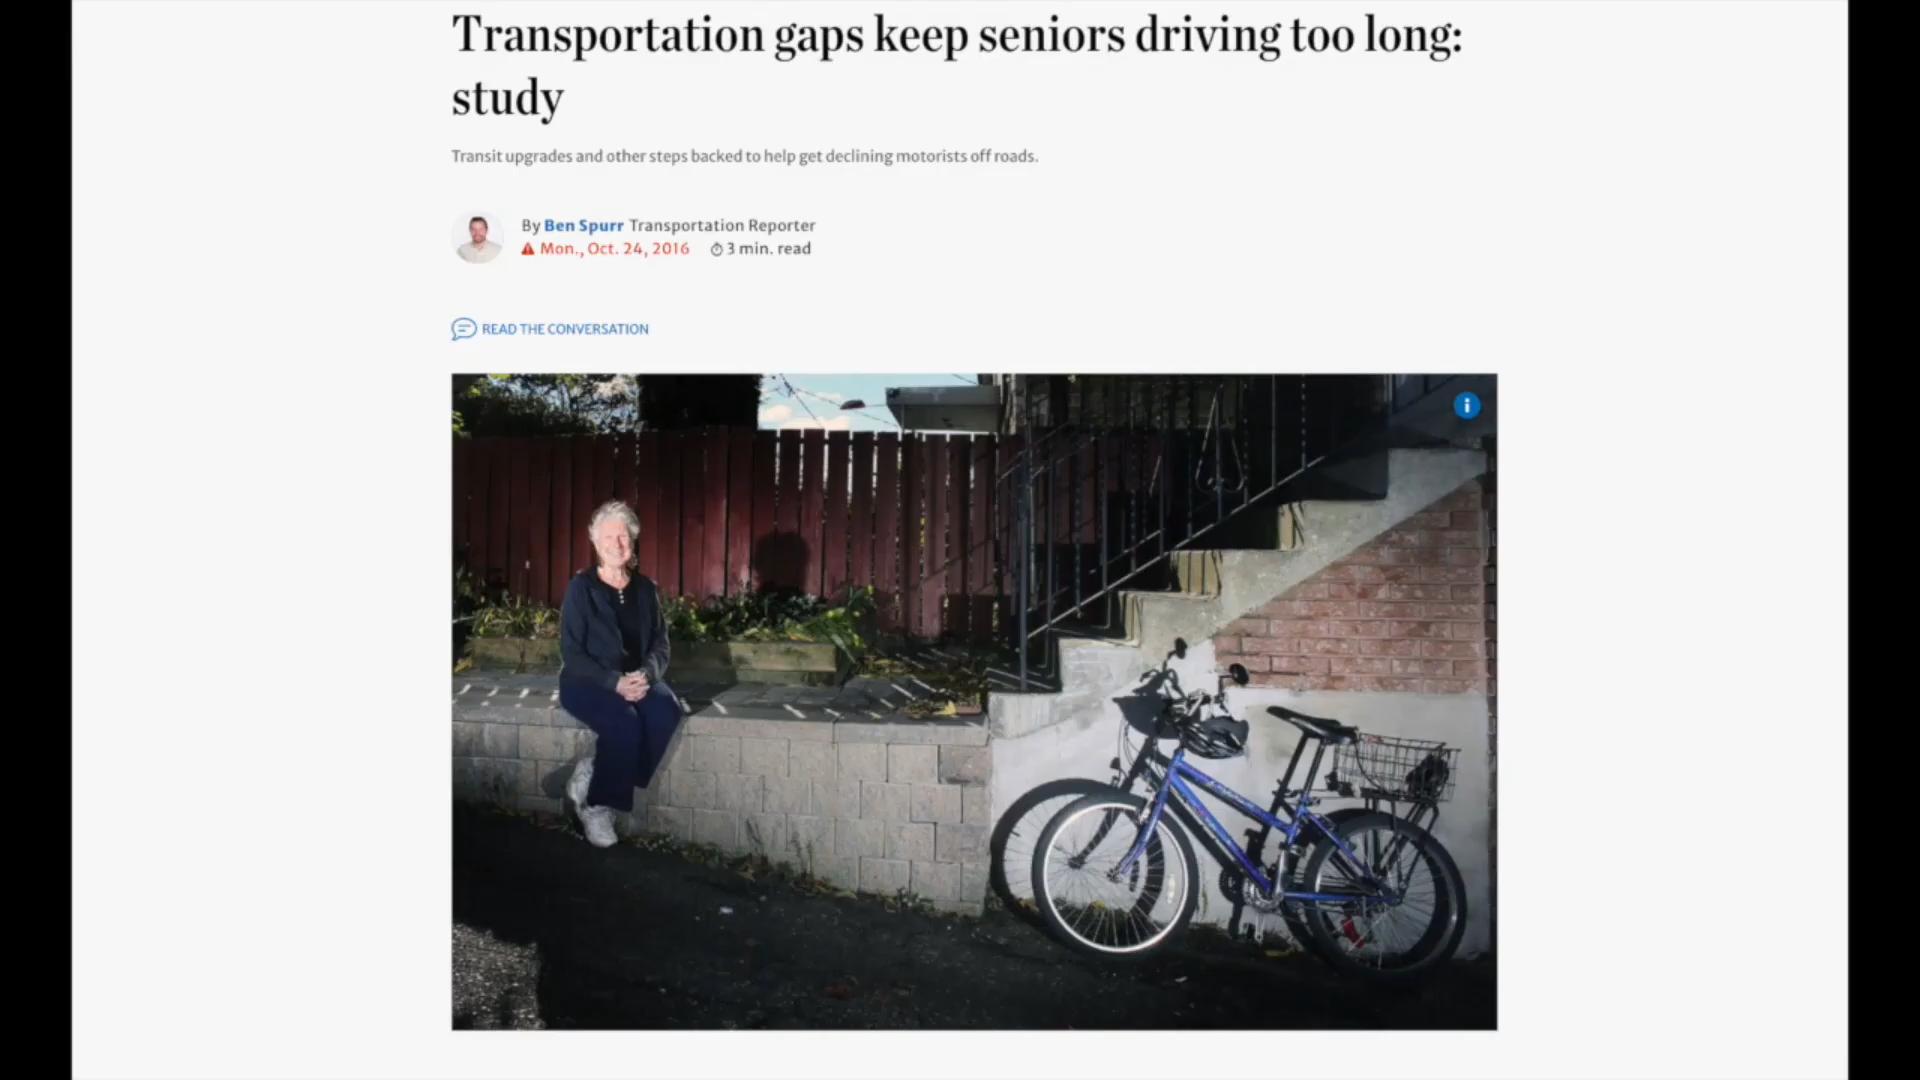 Transportation gaps keep seniors driving too long:
study
Transit upgrades and other steps backed to help get declining motorists off roads.
By Ben Spurr Transportation Reporter
Mon., Oct. 24, 2016 3 min. read
READ THE CONVERSATION